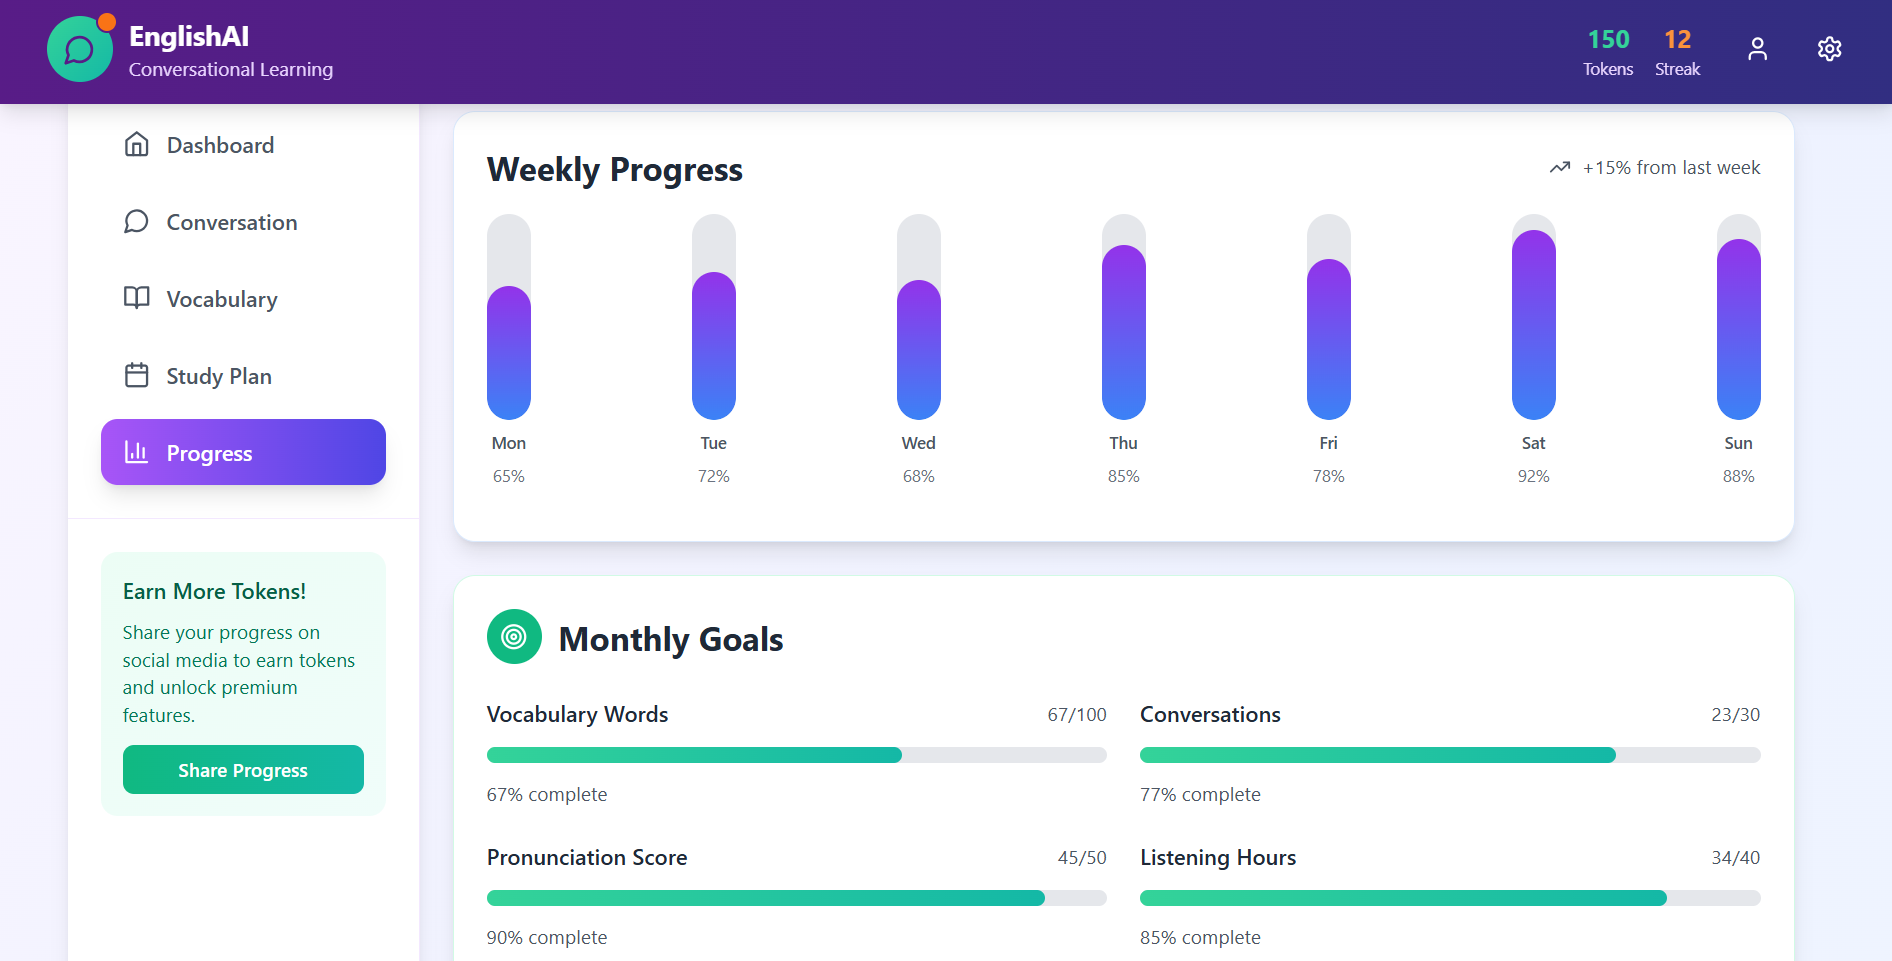 EnglishAI
Conversational Learning
150
Tokens
12
Streak
Dashboard
Conversation
Vocabulary
Study Plan
Progress
Earn More Tokens!
Share your progress on
social media to earn tokens
and unlock premium
features.
Share Progress
Weekly Progress
+15% from last week
Mon
65%
Tue
72%
Wed
68%
Thu
85%
Fri
78%
Sat
92%
Sun
88%
Monthly Goals
Vocabulary Words
67/100
67% complete
Conversations
23/30
77% complete
Pronunciation Score
45/50
90% complete
Listening Hours
34/40
85% complete